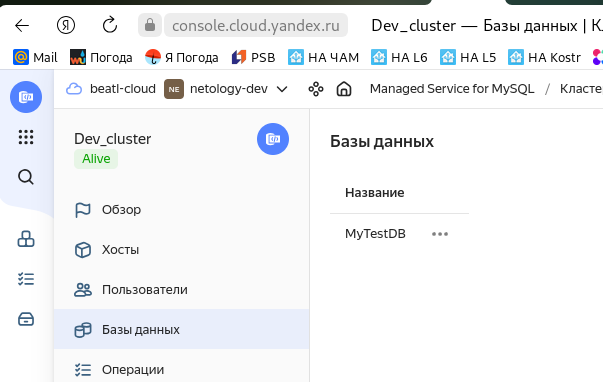 console.cloud.yandex.ru Dev_cluster — Базы данных |
Mail Погода Я Погода PSB НА ЧАМ НА L6 НА L5 НА Kostr
beatl-cloud NE netology-dev Managed Service for MySQL / Класте
Dev_cluster
Alive
Обзор
Хосты
Пользователи
Базы данных
Операции
Базы данных
Название
MyTestDB